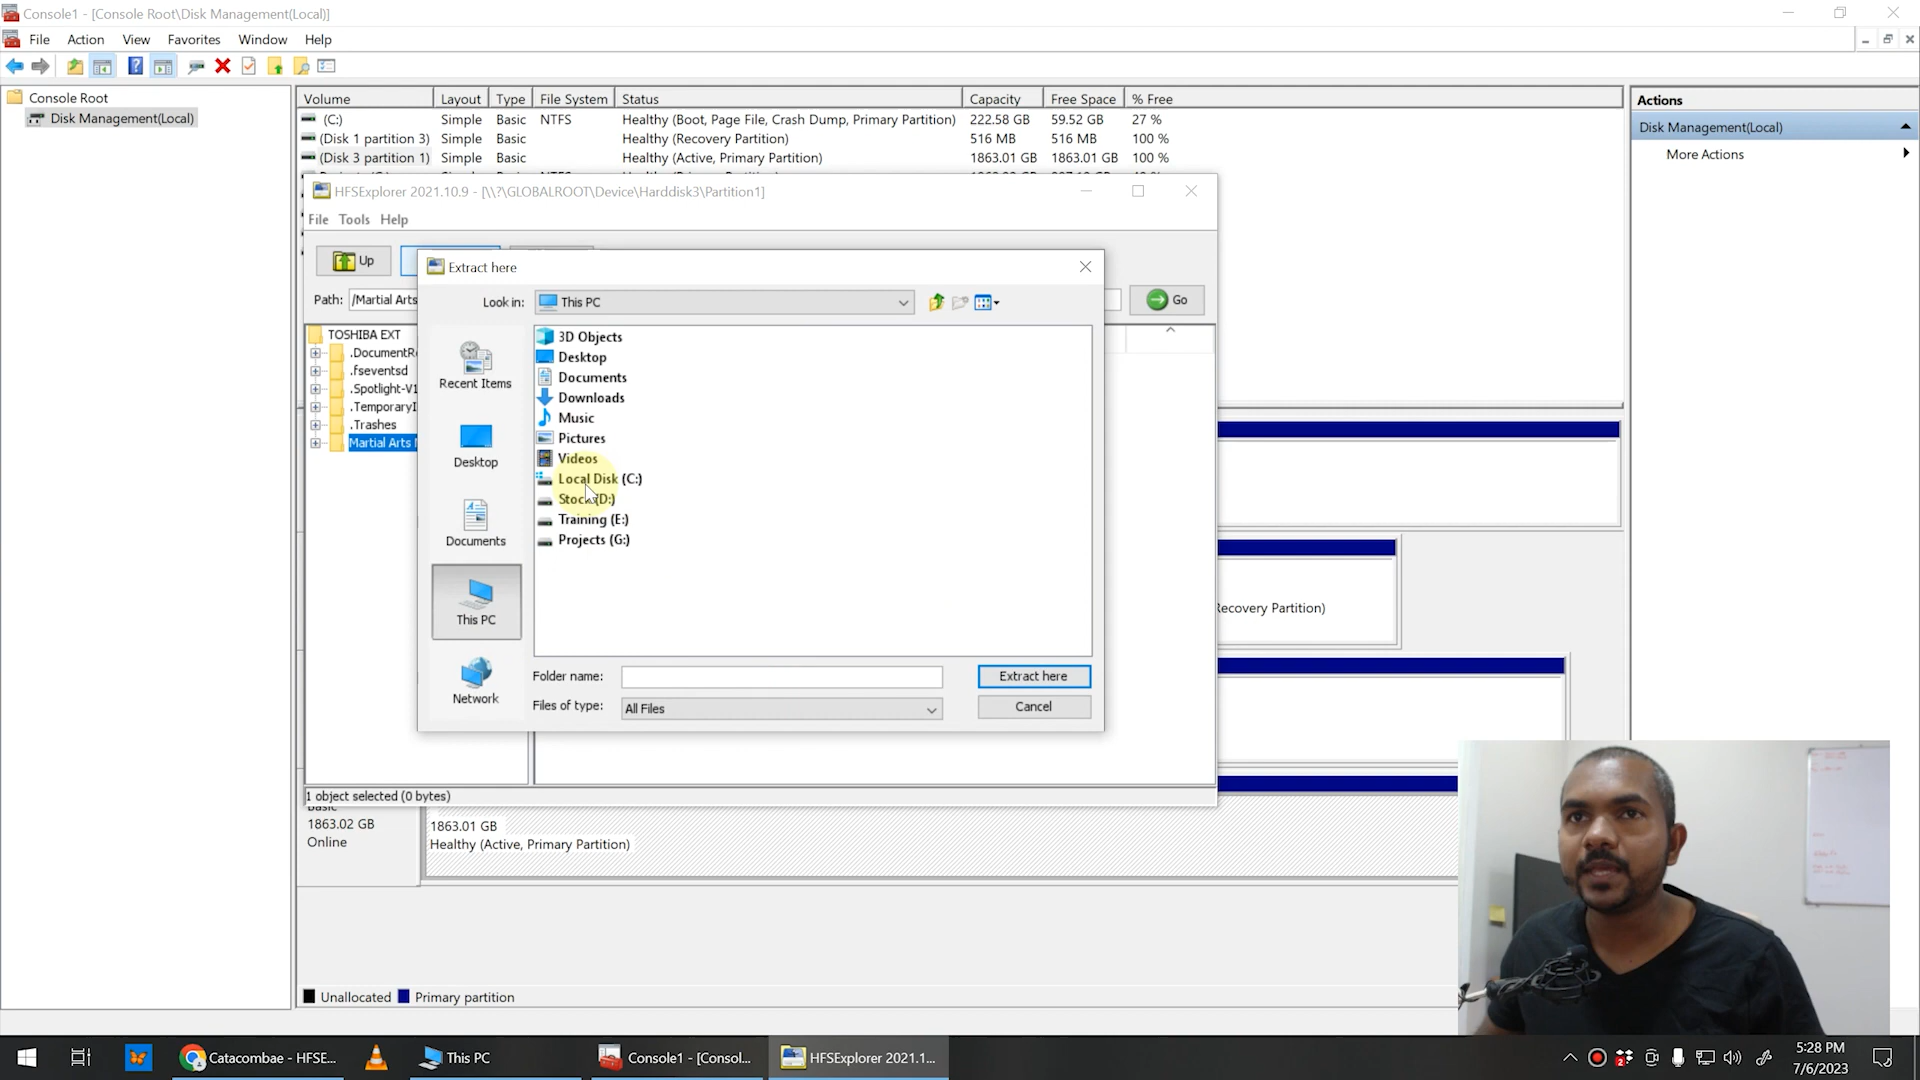 Console1 - [Console Root\Disk Management(Local)]
File Action View Favorites Window Help
Console Root
Disk Management(Local)
Volume Layout Type File System Status Capacity Free Space % Free
(C:) Simple Basic NTFS Healthy (Boot, Page File, Crash Dump, Primary Partition) 222.58 GB 59.52 GB 27 %
(Disk 1 partition 3) Simple Basic Healthy (Recovery Partition) 516 MB 516 MB 100 %
(Disk 3 partition 1) Simple Basic Healthy (Active, Primary Partition) 1863.01 GB 1863.01 GB 100 %
Actions
Disk Management(Local)
More Actions
HFSExplorer 2021.10.9 - [\\?\GLOBALROOT\Device\Harddisk3\Partition1]
File Tools Help
Up
Path: /Martial Arts
Go
TOSHIBA EXT
.DocumentR
.fseventsd
.Spotlight-V1
.TemporaryI
.Trashes
Martial Arts
Extract here
Look in: This PC
Recent Items
Desktop
Documents
This PC
Network
3D Objects
Desktop
Documents
Downloads
Music
Pictures
Videos
Local Disk (C:)
Stock (D:)
Training (E:)
Projects (G:)
Folder name:
Extract here
Files of type: All Files
Cancel
Recovery Partition)
1 object selected (0 bytes)
Basic
1863.02 GB
Online
1863.01 GB
Healthy (Active, Primary Partition)
Unallocated Primary partition
Catacombae - HFSE...
This PC
Console1 - [Consol...
HFSExplorer 2021.1...
2
5:28 PM
7/6/2023